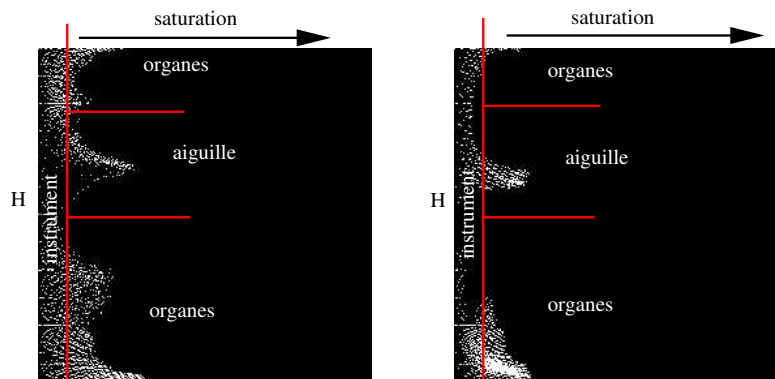 saturation
organes
aiguille
H
instrument
organes
saturation
organes
aiguille
H
instrument
organes